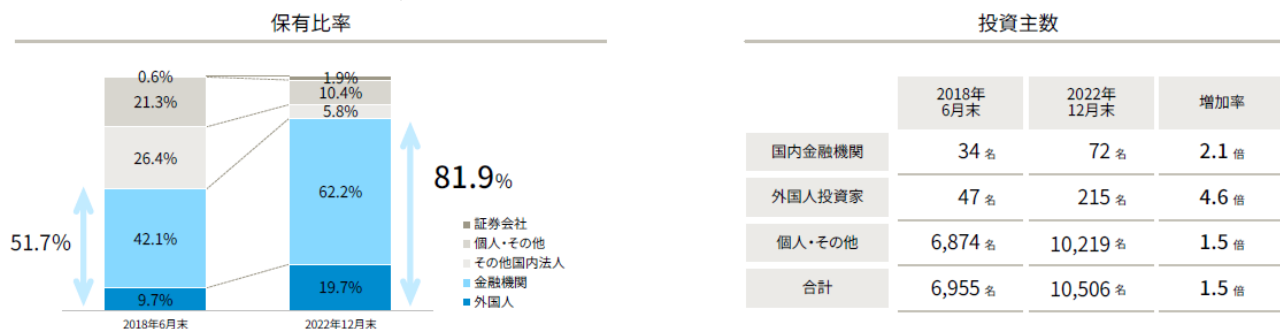 保有比率
0.6%
21.3%
26.4%
42.1%
9.7%
51.7%
1.9%
10.4%
5.8%
62.2%
19.7%
81.9%
証券会社
個人・その他
その他国内法人
金融機関
外国人
2018年6月末
2022年12月末
投資主数
2018年
6月末
2022年
12月末
増加率
国内金融機関 34 名 72 名 2.1 倍
外国人投資家 47 名 215 名 4.6 倍
個人・その他 6,874 名 10,219 名 1.5 倍
合計 6,955 名 10,506 名 1.5 倍